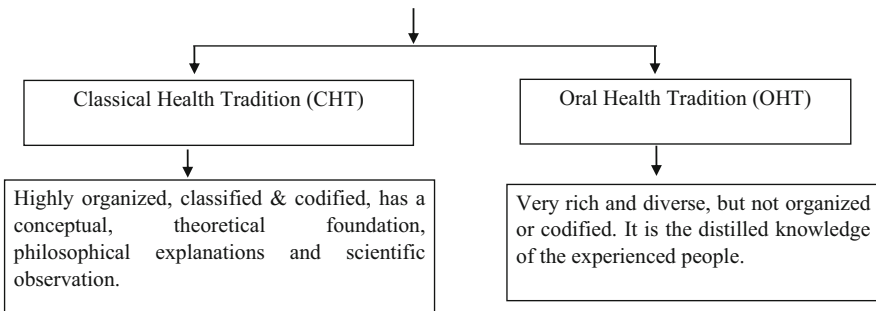 Classical Health Tradition (CHT)
Oral Health Tradition (OHT)
Highly organized, classified & codified, has a
conceptual, theoretical foundation,
philosophical explanations and scientific
observation.
Very rich and diverse, but not organized
or codified. It is the distilled knowledge
of the experienced people.